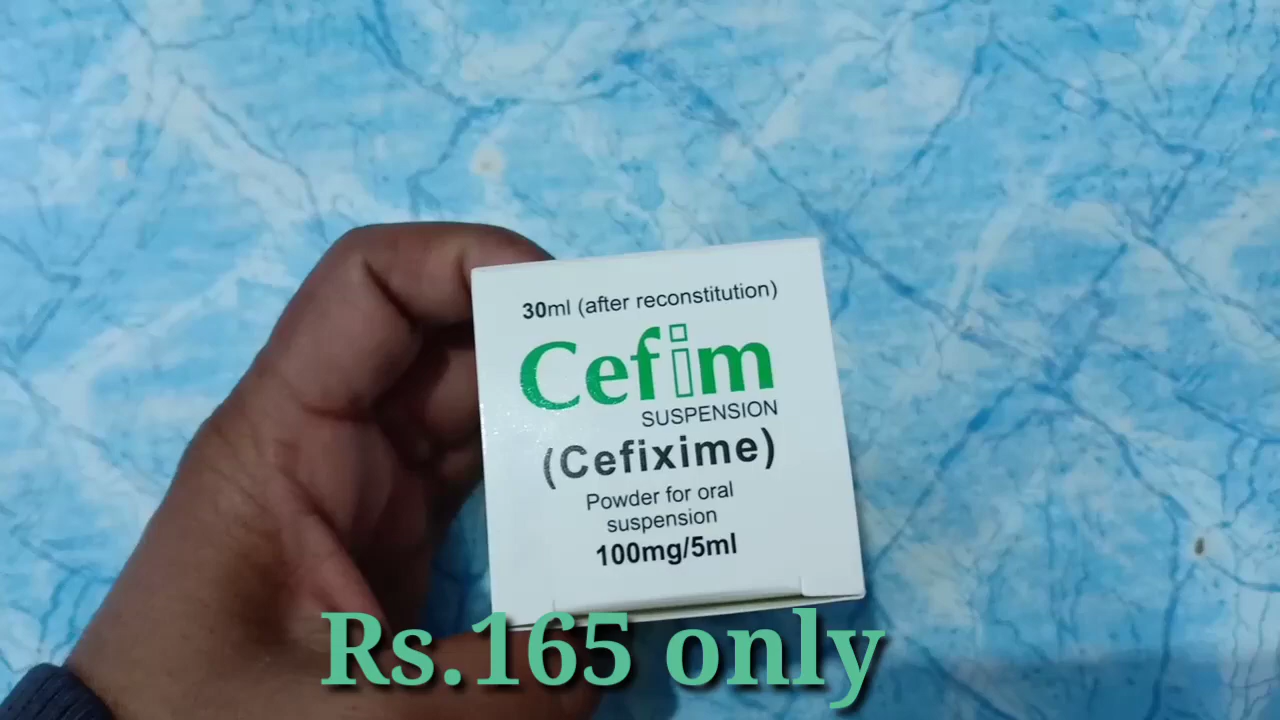 30ml (after reconstitution)
Cefim
SUSPENSION
(Cefixime)
Powder for oral
suspension
100mg/5ml
Rs.165 only